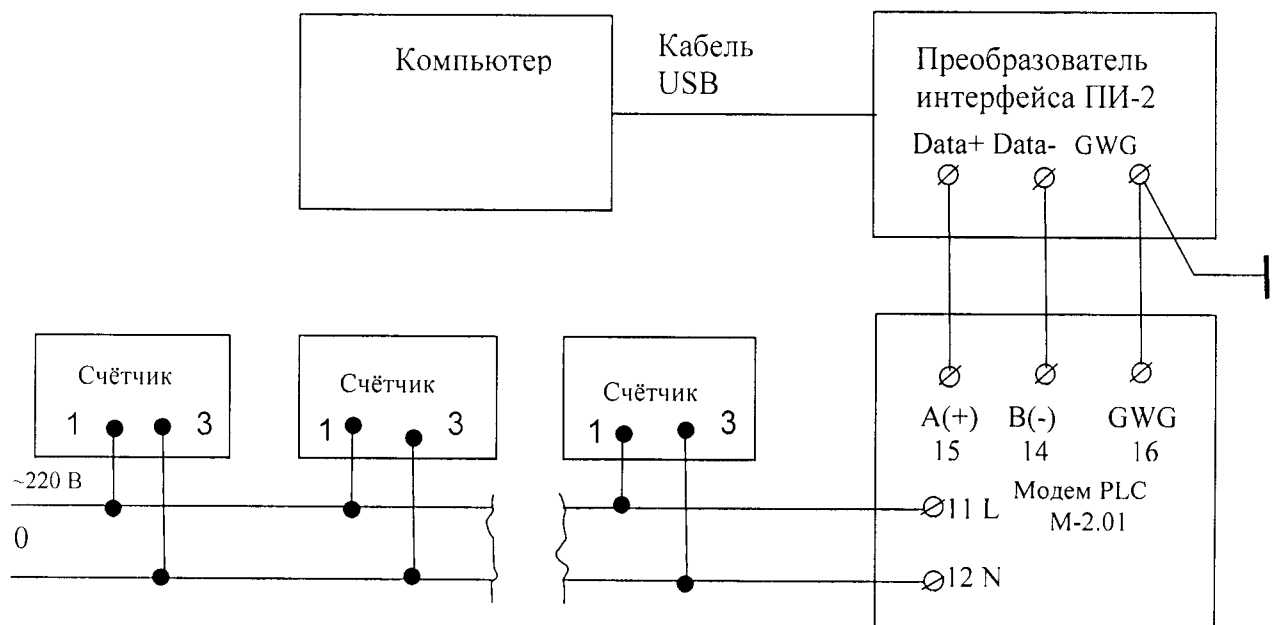 Компьютер
Кабель
USB
Преобразователь
интерфейса ПИ-2
Data+ Data- GWG
Счётчик
1 3
Счётчик
1 3
Счётчик
1 3
~220 В
0
A(+) B(-) GWG
15 14 16
Модем PLC
М-2.01
11 L
12 N